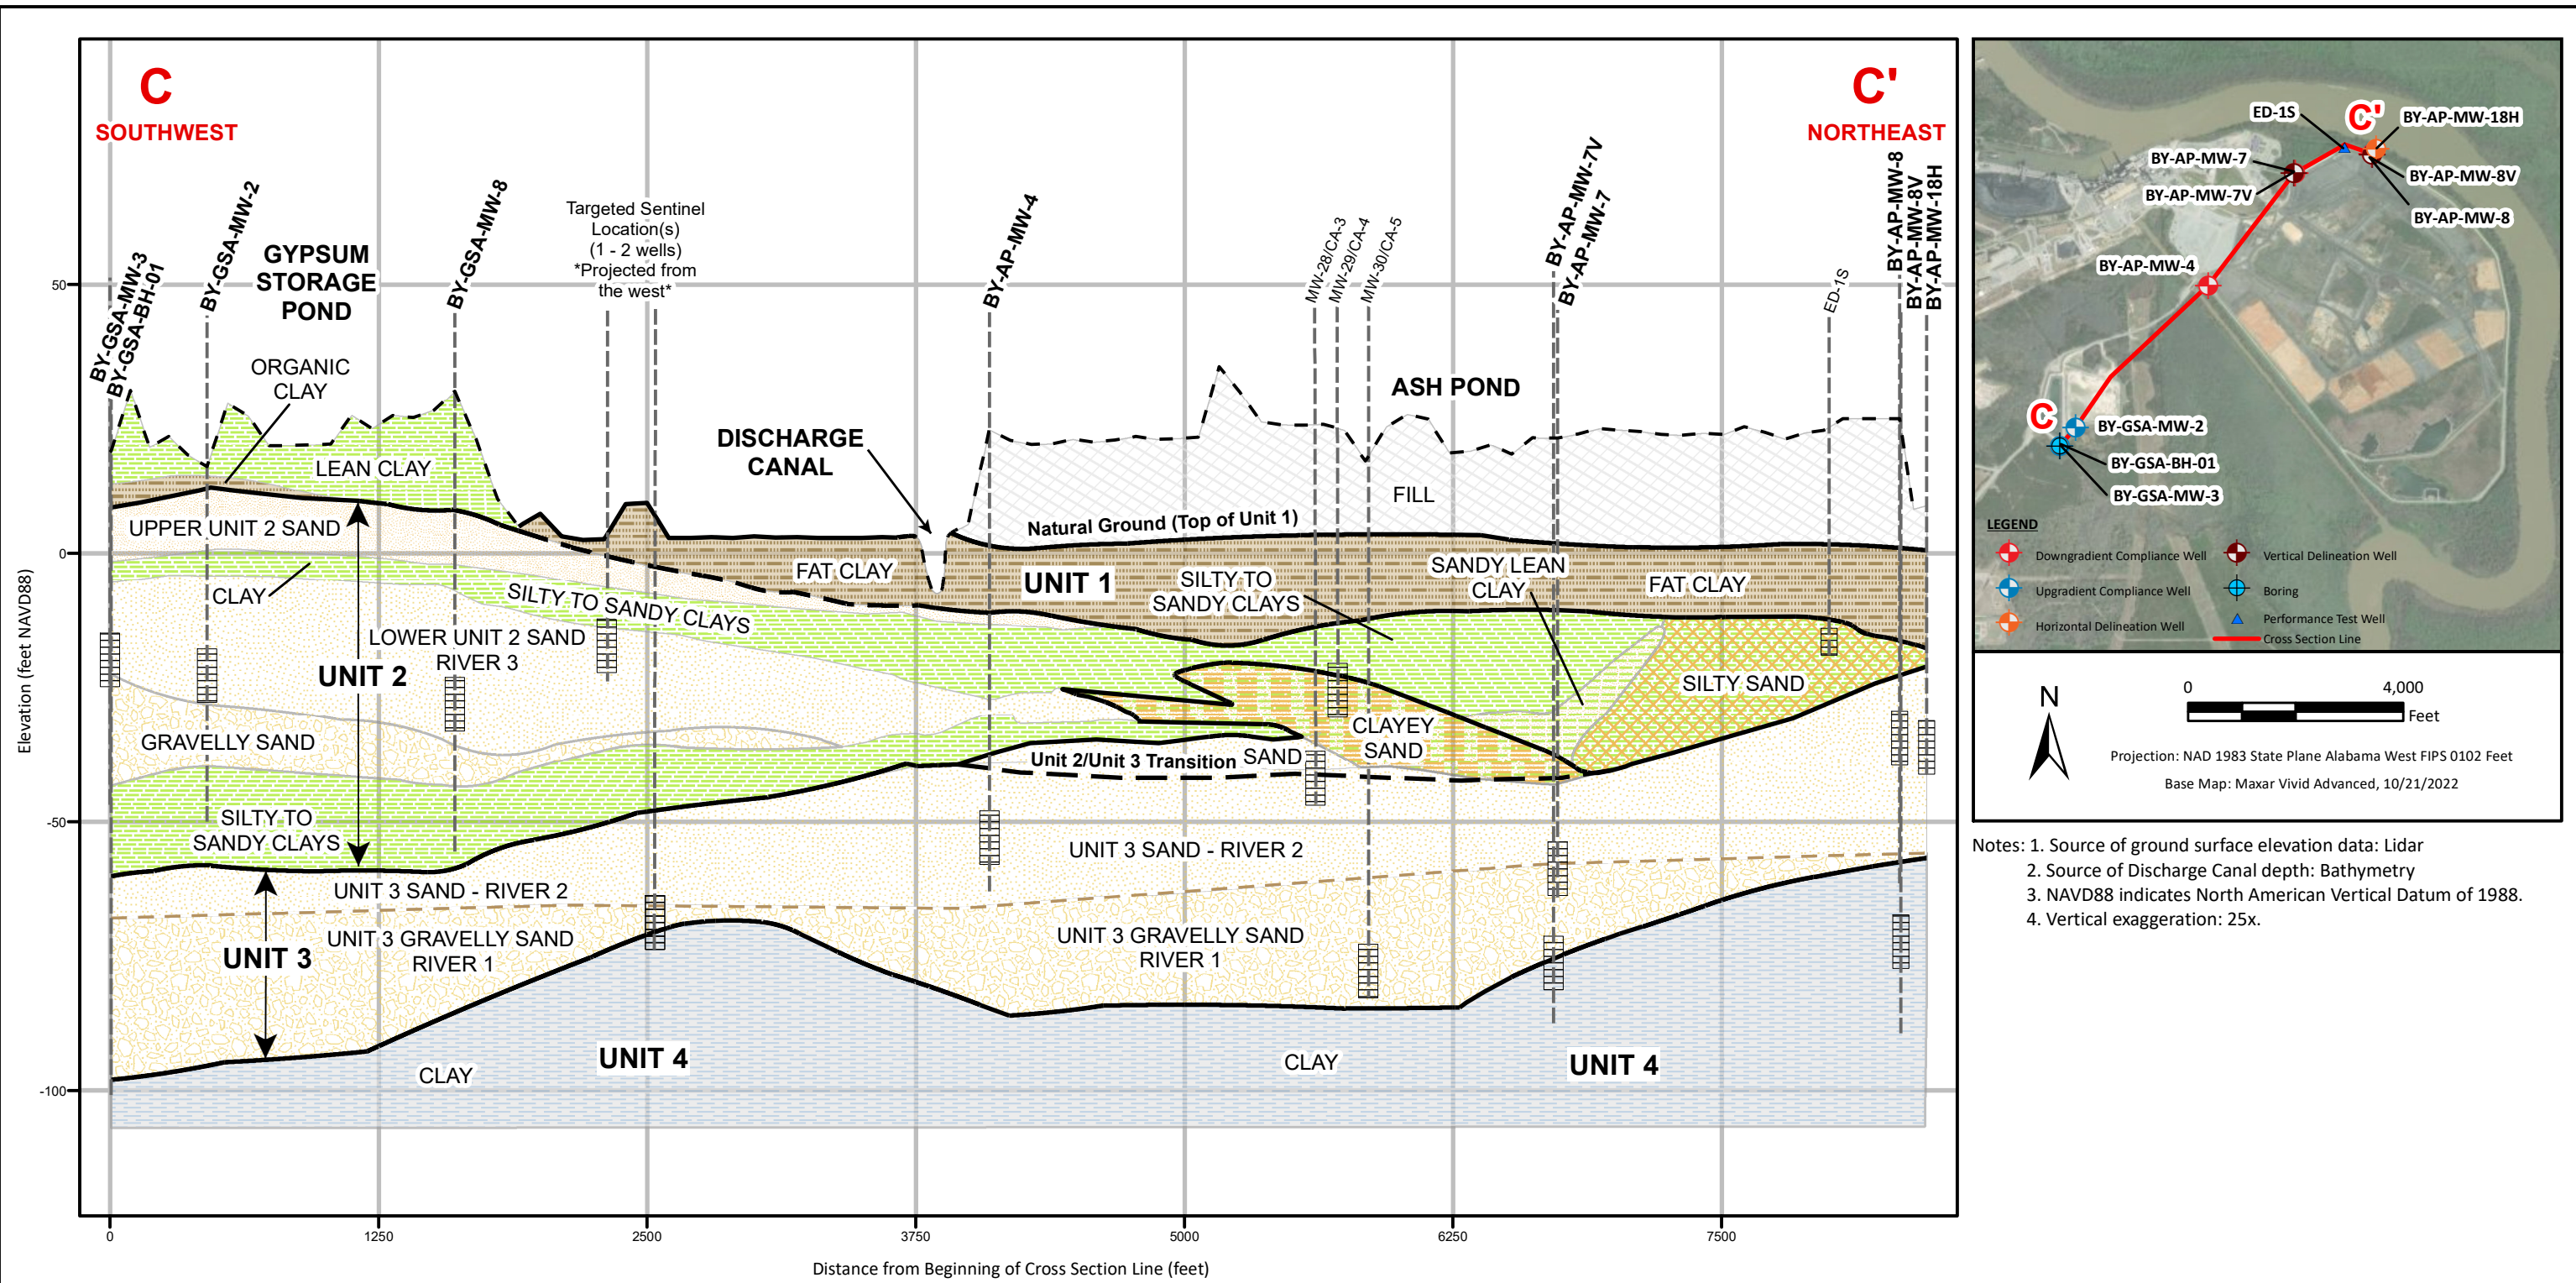 C
SOUTHWEST
C'
NORTHEAST
BY-GSA-MW-3
BY-GSA-BH-01
BY-GSA-MW-2
GYPSUM
STORAGE
POND
BY-GSA-MW-8
Targeted Sentinel
Location(s)
(1 - 2 wells)
*Projected from
the west*
BY-AP-MW-4
MW-28/CA-3
MW-29/CA-4
MW-30/CA-5
BY-AP-MW-7V
BY-AP-MW-7
ED-1S
BY-AP-MW-8
BY-AP-MW-8V
BY-AP-MW-18H
ORGANIC
CLAY
LEAN CLAY
DISCHARGE
CANAL
ASH POND
FILL
Natural Ground (Top of Unit 1)
UPPER UNIT 2 SAND
CLAY
FAT CLAY
UNIT 1
SILTY TO
SANDY CLAYS
SANDY LEAN
CLAY
FAT CLAY
SILTY TO SANDY CLAYS
LOWER UNIT 2 SAND
RIVER 3
UNIT 2
SILTY SAND
GRAVELLY SAND
CLAYEY
SAND
Unit 2/Unit 3 Transition
SAND
SILTY TO
SANDY CLAYS
UNIT 3 SAND - RIVER 2
UNIT 3 SAND - RIVER 2
UNIT 3 GRAVELLY SAND
RIVER 1
UNIT 3
UNIT 3 GRAVELLY SAND
RIVER 1
UNIT 4
CLAY
CLAY
UNIT 4
50
0
-50
-100
Elevation (feet NAVD88)
0
1250
2500
3750
5000
6250
7500
Distance from Beginning of Cross Section Line (feet)
ED-1S
C'
BY-AP-MW-18H
BY-AP-MW-7
BY-AP-MW-8V
BY-AP-MW-7V
BY-AP-MW-8
BY-AP-MW-4
C
BY-GSA-MW-2
BY-GSA-BH-01
BY-GSA-MW-3
LEGEND
Downgradient Compliance Well
Vertical Delineation Well
Upgradient Compliance Well
Boring
Horizontal Delineation Well
Performance Test Well
Cross Section Line
N
0
4,000
Feet
Projection: NAD 1983 State Plane Alabama West FIPS 0102 Feet
Base Map: Maxar Vivid Advanced, 10/21/2022
Notes: 1. Source of ground surface elevation data: Lidar
2. Source of Discharge Canal depth: Bathymetry
3. NAVD88 indicates North American Vertical Datum of 1988.
4. Vertical exaggeration: 25x.